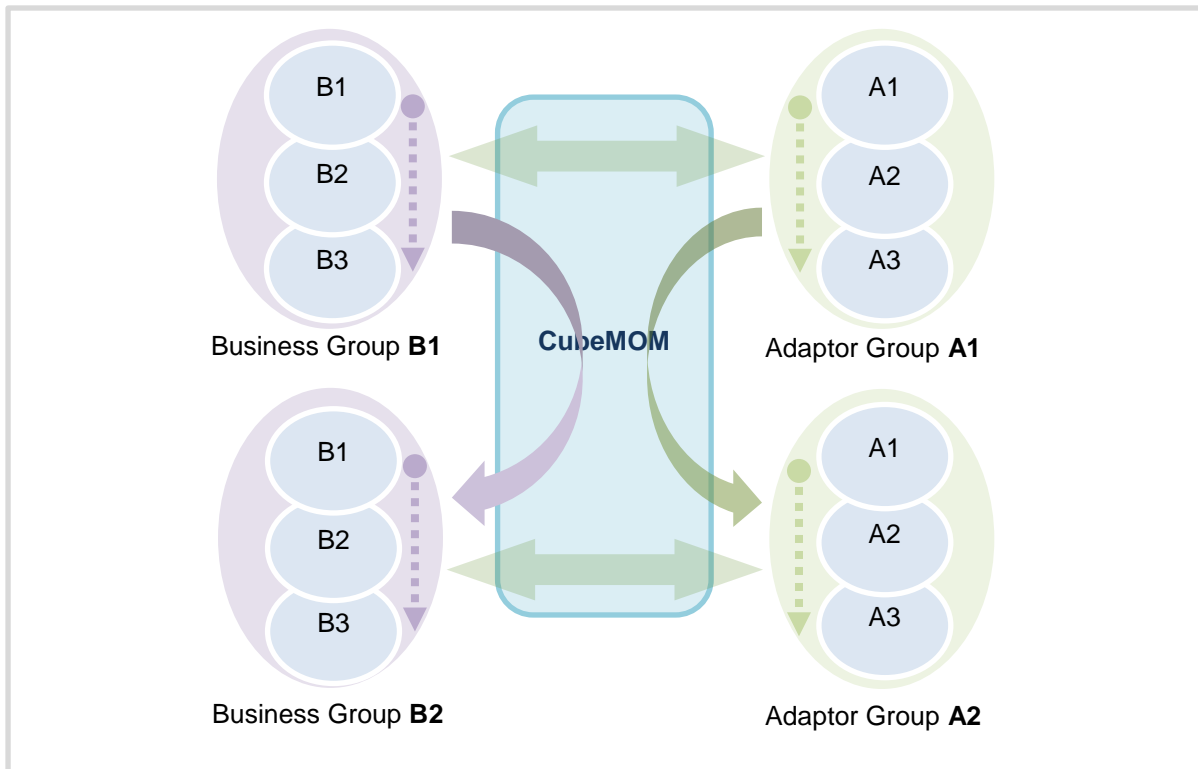 B1
B2
B3
Business Group B1
A1
A2
A3
Adaptor Group A1
CubeMOM
B1
B2
B3
Business Group B2
A1
A2
A3
Adaptor Group A2